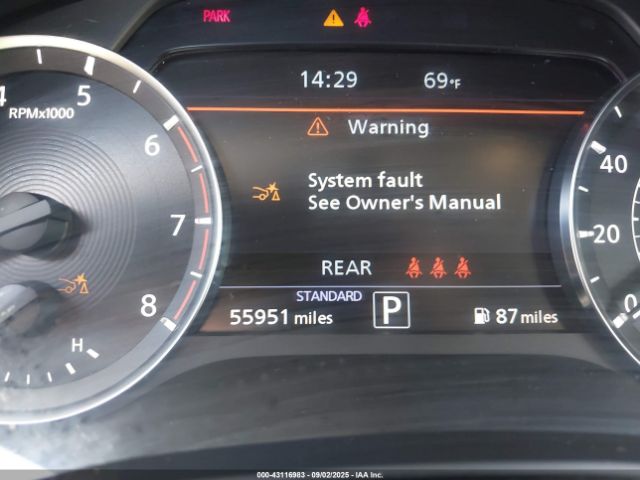 PARK
14:29 69°F
4 5
RPMx1000
6
7
8
H
Warning
System fault
See Owner's Manual
REAR
STANDARD
55951 miles P 87 miles
40
20
0
000-43116983 - 09/02/2025 - IAA Inc.